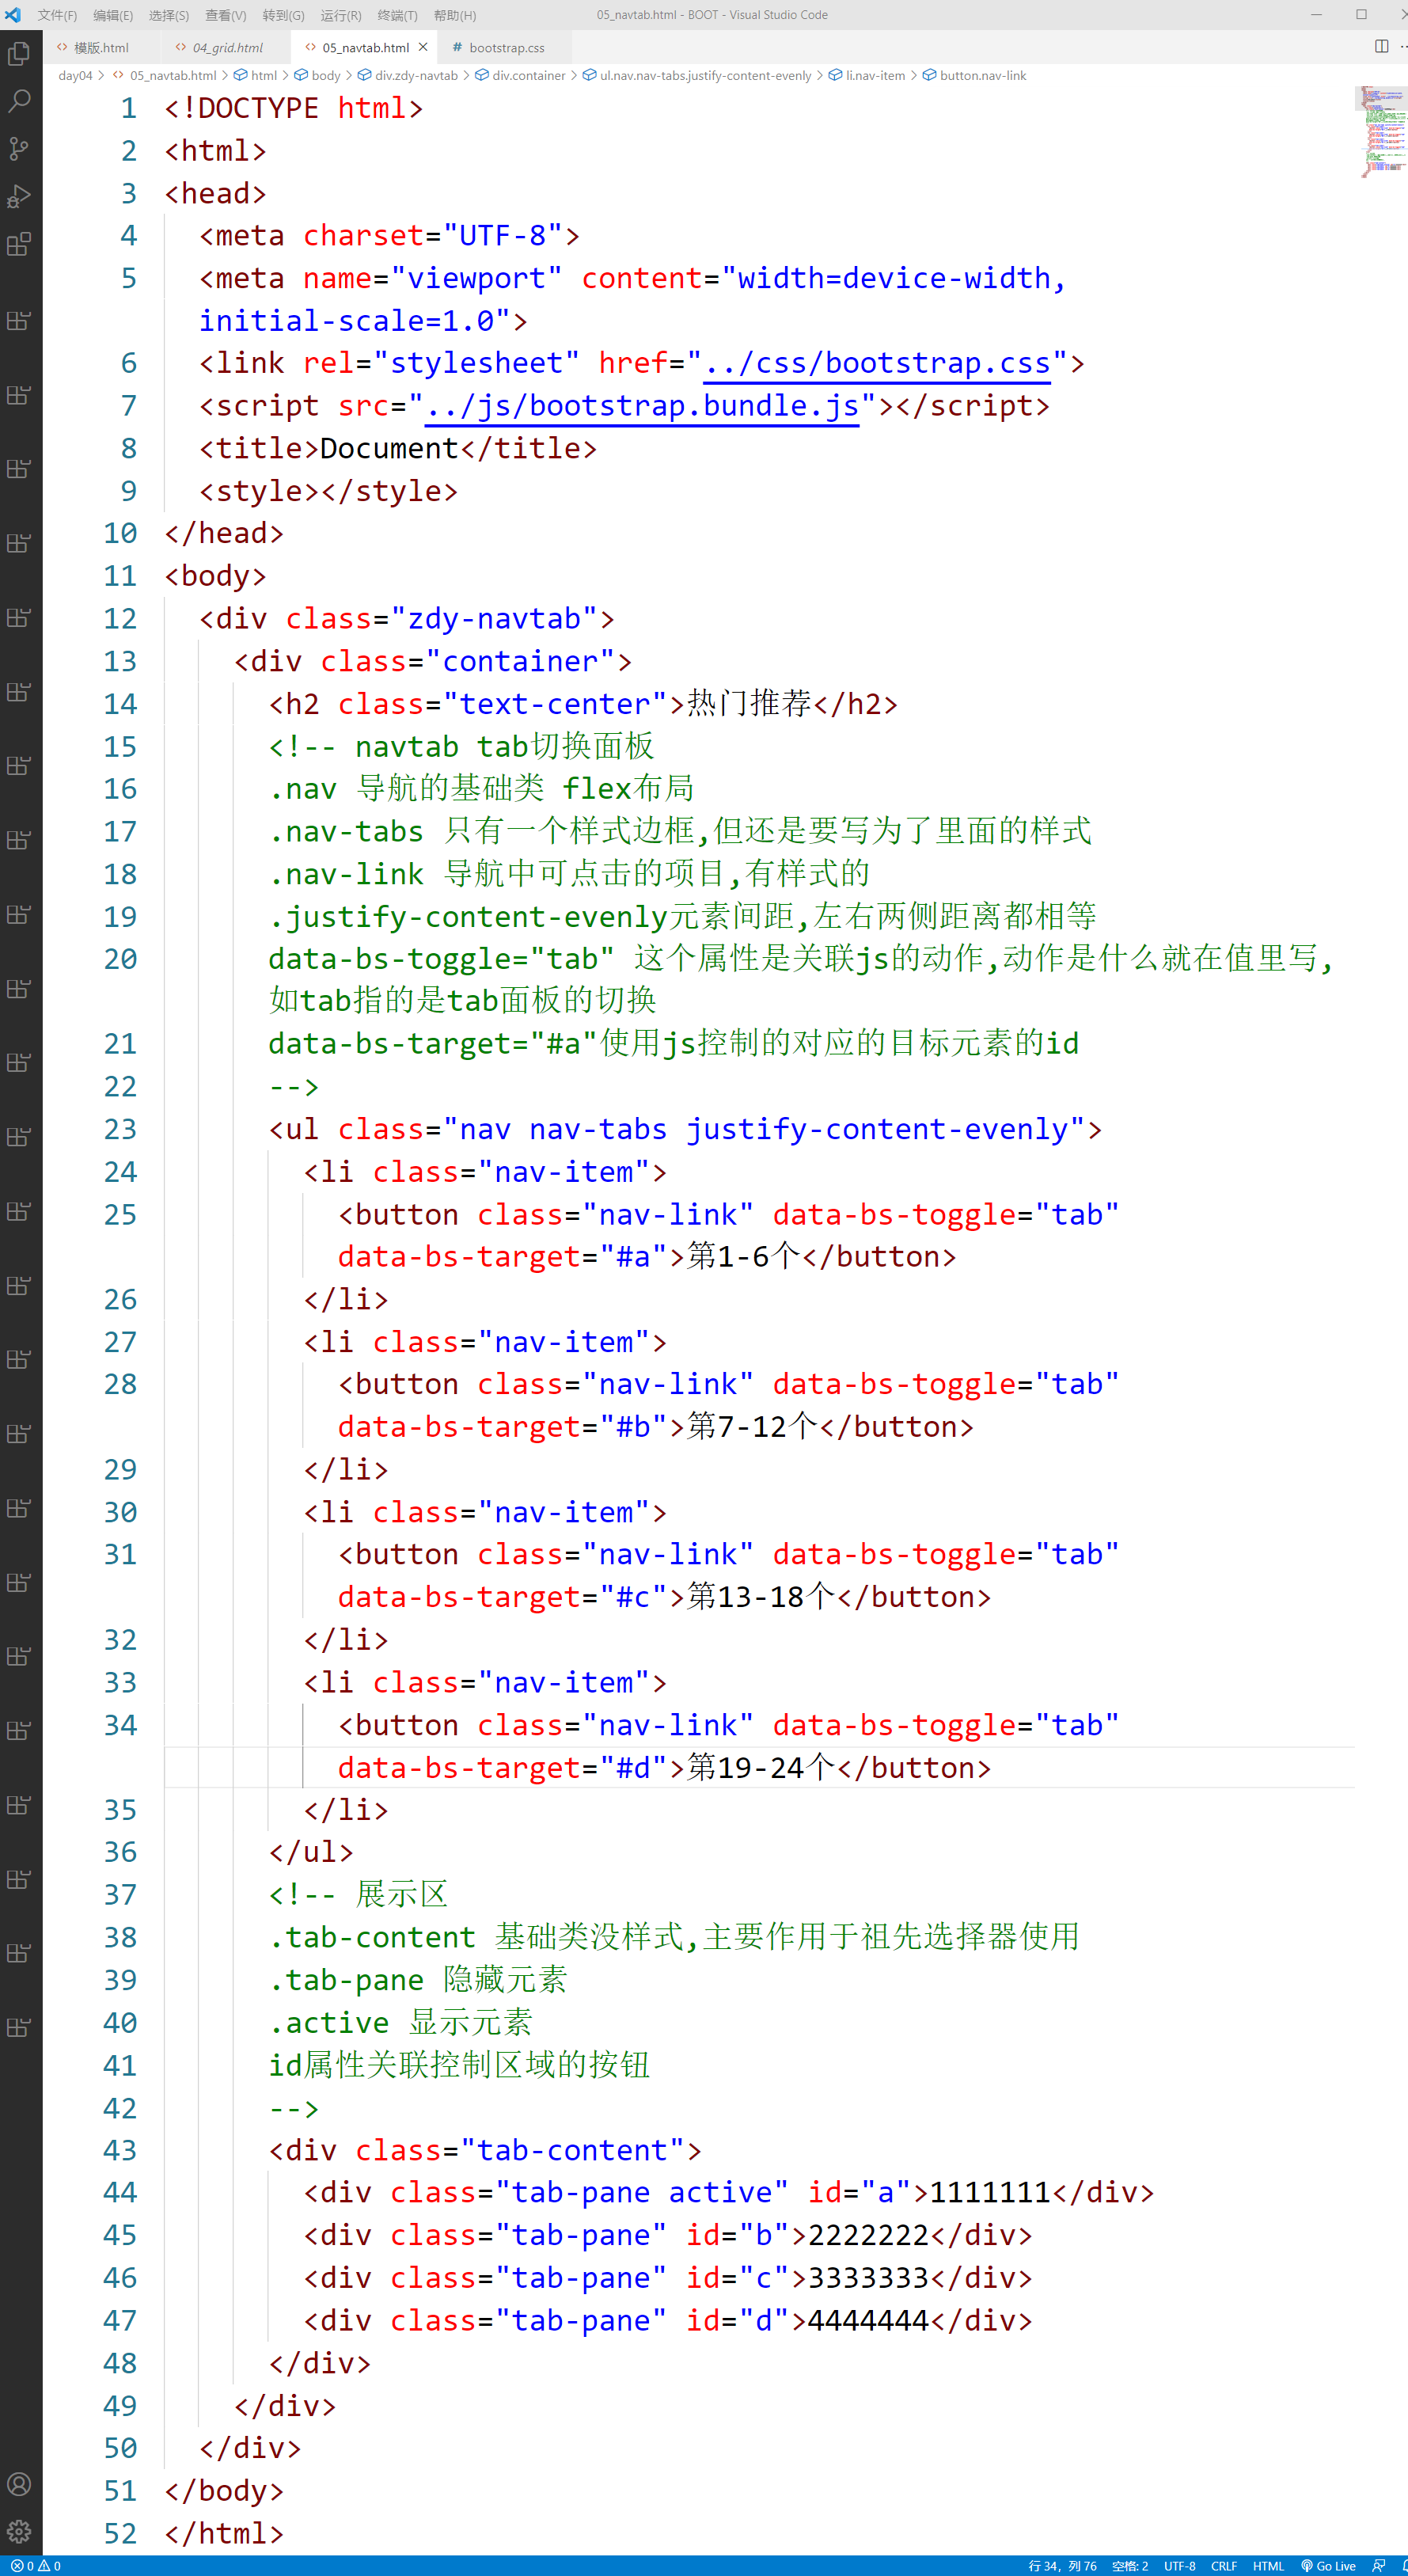 文件(F) 编辑(E) 选择(S) 查看(V) 转到(G) 运行(R) 终端(T) 帮助(H) 05_navtab.html - BOOT - Visual Studio Code
模版.html 04_grid.html 05_navtab.html bootstrap.css
day04 > 05_navtab.html > html > body > div.zdy-navtab > div.container > ul.nav.nav-tabs.justify-content-evenly > li.nav-item > button.nav-link
1 <!DOCTYPE html>
2 <html>
3 <head>
4 <meta charset="UTF-8">
5 <meta name="viewport" content="width=device-width,
initial-scale=1.0">
6 <link rel="stylesheet" href="../css/bootstrap.css">
7 <script src="../js/bootstrap.bundle.js"></script>
8 <title>Document</title>
9 <style></style>
10 </head>
11 <body>
12 <div class="zdy-navtab">
13 <div class="container">
14 <h2 class="text-center">热门推荐</h2>
15 <!-- navtab tab切换面板
16 .nav 导航的基础类 flex布局
17 .nav-tabs 只有一个样式边框,但还是要写为了里面的样式
18 .nav-link 导航中可点击的项目,有样式的
19 .justify-content-evenly元素间距,左右两侧距离都相等
20 data-bs-toggle="tab" 这个属性是关联js的动作,动作是什么就在值里写,
如tab指的是tab面板的切换
21 data-bs-target="#a"使用js控制的对应的目标元素的id
22 -->
23 <ul class="nav nav-tabs justify-content-evenly">
24 <li class="nav-item">
25 <button class="nav-link" data-bs-toggle="tab"
data-bs-target="#a">第1-6个</button>
26 </li>
27 <li class="nav-item">
28 <button class="nav-link" data-bs-toggle="tab"
data-bs-target="#b">第7-12个</button>
29 </li>
30 <li class="nav-item">
31 <button class="nav-link" data-bs-toggle="tab"
data-bs-target="#c">第13-18个</button>
32 </li>
33 <li class="nav-item">
34 <button class="nav-link" data-bs-toggle="tab"
data-bs-target="#d">第19-24个</button>
35 </li>
36 </ul>
37 <!-- 展示区
38 .tab-content 基础类没样式,主要作用于祖先选择器使用
39 .tab-pane 隐藏元素
40 .active 显示元素
41 id属性关联控制区域的按钮
42 -->
43 <div class="tab-content">
44 <div class="tab-pane active" id="a">1111111</div>
45 <div class="tab-pane" id="b">2222222</div>
46 <div class="tab-pane" id="c">3333333</div>
47 <div class="tab-pane" id="d">4444444</div>
48 </div>
49 </div>
50 </div>
51 </body>
52 </html>
0 0 行 34, 列 76 空格: 2 UTF-8 CRLF HTML Go Live